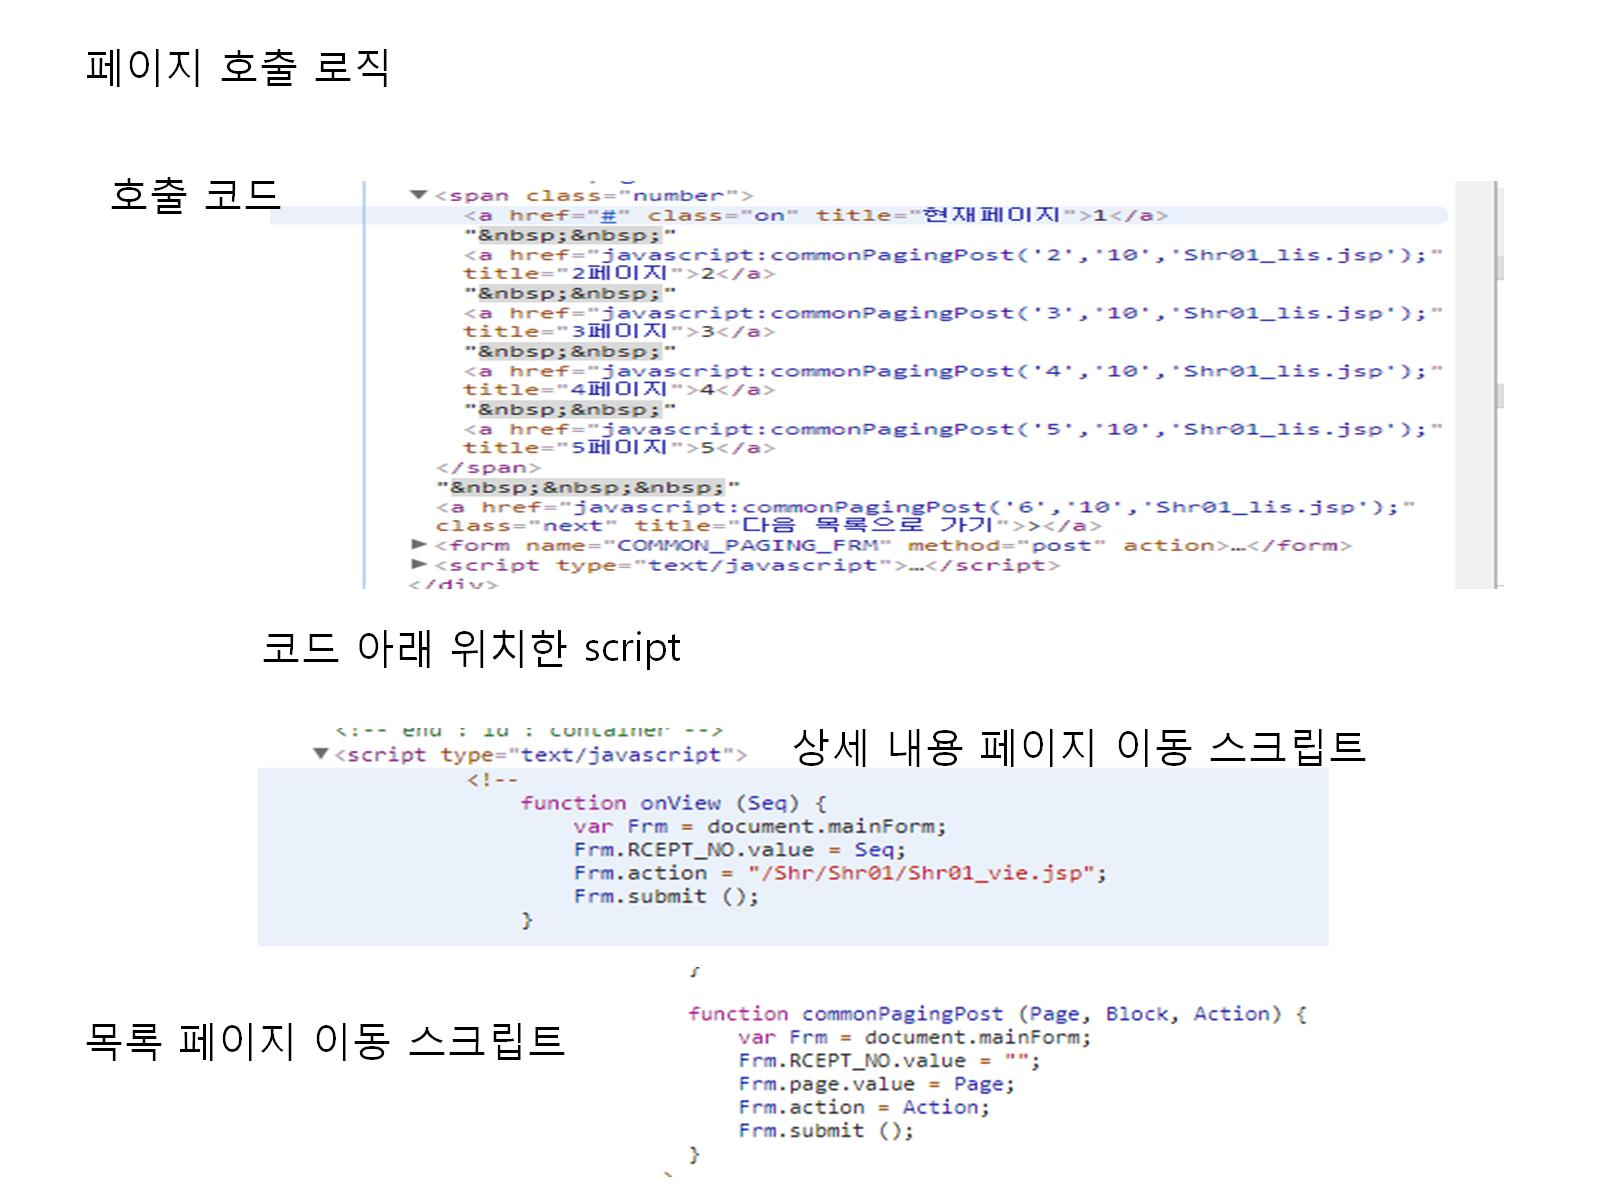 페이지 호출 로직
호출 코드
▼<span class="number">
<a href="#" class="on" title="현재페이지">1</a>
"&nbsp;&nbsp;"
<a href="javascript:commonPagingPost('2','10','Shr01_lis.jsp');"
title="2페이지">2</a>
"&nbsp;&nbsp;"
<a href="javascript:commonPagingPost('3','10','Shr01_lis.jsp');"
title="3페이지">3</a>
"&nbsp;&nbsp;"
<a href="javascript:commonPagingPost('4','10','Shr01_lis.jsp');"
title="4페이지">4</a>
"&nbsp;&nbsp;"
<a href="javascript:commonPagingPost('5','10','Shr01_lis.jsp');"
title="5페이지">5</a>
</span>
"&nbsp;&nbsp;&nbsp;"
<a href="javascript:commonPagingPost('6','10','Shr01_lis.jsp');"
class="next" title="다음 목록으로 가기">></a>
▶<form name="COMMON_PAGING_FRM" method="post" action>…</form>
▶<script type="text/javascript">…</script>
</div>
코드 아래 위치한 script
<!-- end : id : container -->
상세 내용 페이지 이동 스크립트
▼<script type="text/javascript">
<!--
function onView (Seq) {
var Frm = document.mainForm;
Frm.RCEPT_NO.value = Seq;
Frm.action = "/Shr/Shr01/Shr01_vie.jsp";
Frm.submit ();
}
목록 페이지 이동 스크립트
function commonPagingPost (Page, Block, Action) {
var Frm = document.mainForm;
Frm.RCEPT_NO.value = "";
Frm.page.value = Page;
Frm.action = Action;
Frm.submit ();
}